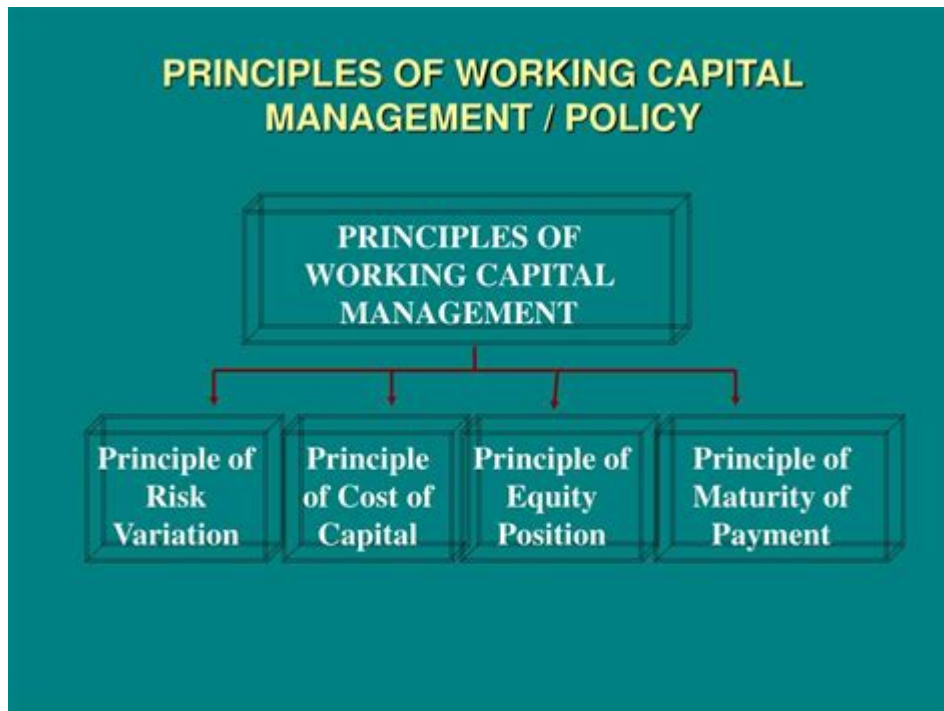 PRINCIPLES OF WORKING CAPITAL
MANAGEMENT / POLICY
PRINCIPLES OF
WORKING CAPITAL
MANAGEMENT
Principle of
Risk
Variation
Principle
of Cost of
Capital
Principle of
Equity
Position
Principle of
Maturity of
Payment